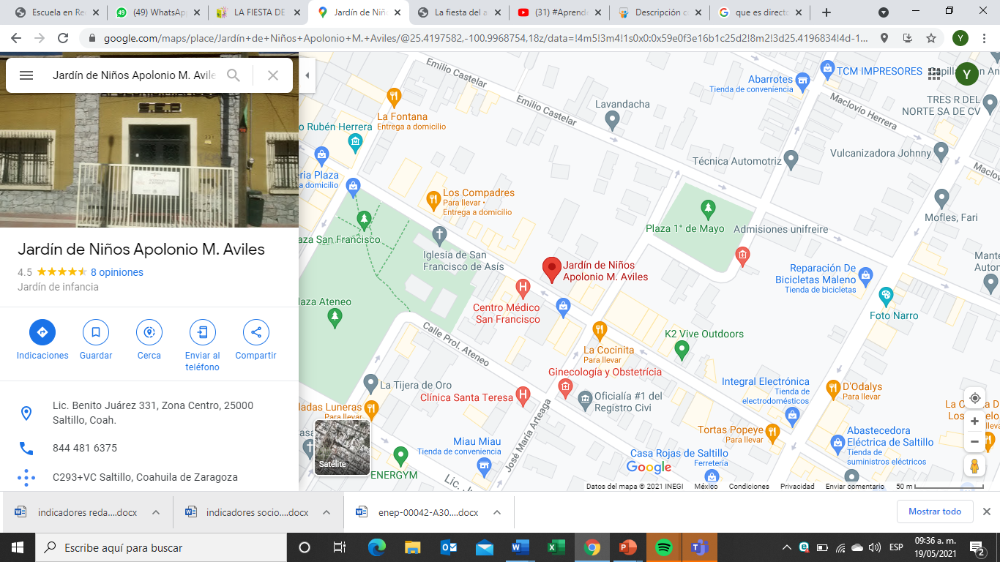 Escuela en Re
(49) WhatsAp
LA FIESTA DE
Jardín de Niñ
La fiesta del a
(31) #Aprend
Descripción c
que es direct
google.com/maps/place/Jardín+de+Niños+Apolonio+M.+Aviles/@25.4197582,-100.9968754,18z/data=!4m5!3m4!1s0x0:0x59e0f3e16b1c25d2!8m2!3d25.4196834!4d-1...
Y
Jardín de Niños Apolonio M. Avile
331
Jardín de Niños Apolonio M. Aviles
4.5
8 opiniones
Jardín de infancia
Indicaciones
Guardar
Cerca
Enviar al
teléfono
Compartir
Lic. Benito Juárez 331, Zona Centro, 25000
Saltillo, Coah.
844 481 6375
C293+VC Saltillo, Coahuila de Zaragoza
Emilio Castelar
Emilio Castelar
Abarrotes
Tienda de conveniencia
TCM IMPRESORES
apilla
n An
Y
Maclovio Herrera
TRES R DEL
NORTE SA DE CV
Lavandacha
La Fontana
Entrega a domicilio
o Rubén Herrera
Técnica Automotriz
Vulcanizadora Johnny
Maclovio
eria Plaza
a domicilio
Los Compadres
Para llevar •
Entrega a domicilio
Mofles, Fari
Plaza 1° de Mayo
Admisiones unifreire
aza San Francisco
Iglesia de San
Francisco de Asís
Jardín de Niños
Apolonio M. Aviles
Reparación De
Bicicletas Maleno
Tienda de bicicletas
Mante
Autom
Centro Médico
San Francisco
laza Ateneo
Foto Narro
Calle Prol. Ateneo
K2 Vive Outdoors
La Cocinita
Para llevar
Ginecología y Obstetrícia
La Tijera de Oro
Clínica Santa Teresa
Oficialía #1 del
Registro Civi
Integral Electrónica
Tienda de
electrodomésticos
D'Odalys
Para llevar
adas Luneras
Para llevar
José María Arteaga
Tortas Popeye
Para llevar
Abastecedora
Eléctrica de Saltillo
Tienda de
suministros eléctricos
Miau Miau
Tienda de conveniencia
Casa Rojas de Saltillo
Ferretería
asa
Satélite
ENERGYM
Lic.
Google
Datos del mapa © 2021 INEGI
México
Condiciones
Privacidad
Enviar comentario
50 m
indicadores reda....docx
indicadores socio....docx
enep-00042-A30....docx
Mostrar todo
Escribe aquí para buscar
ESP
09:36 a. m.
19/05/2021
2